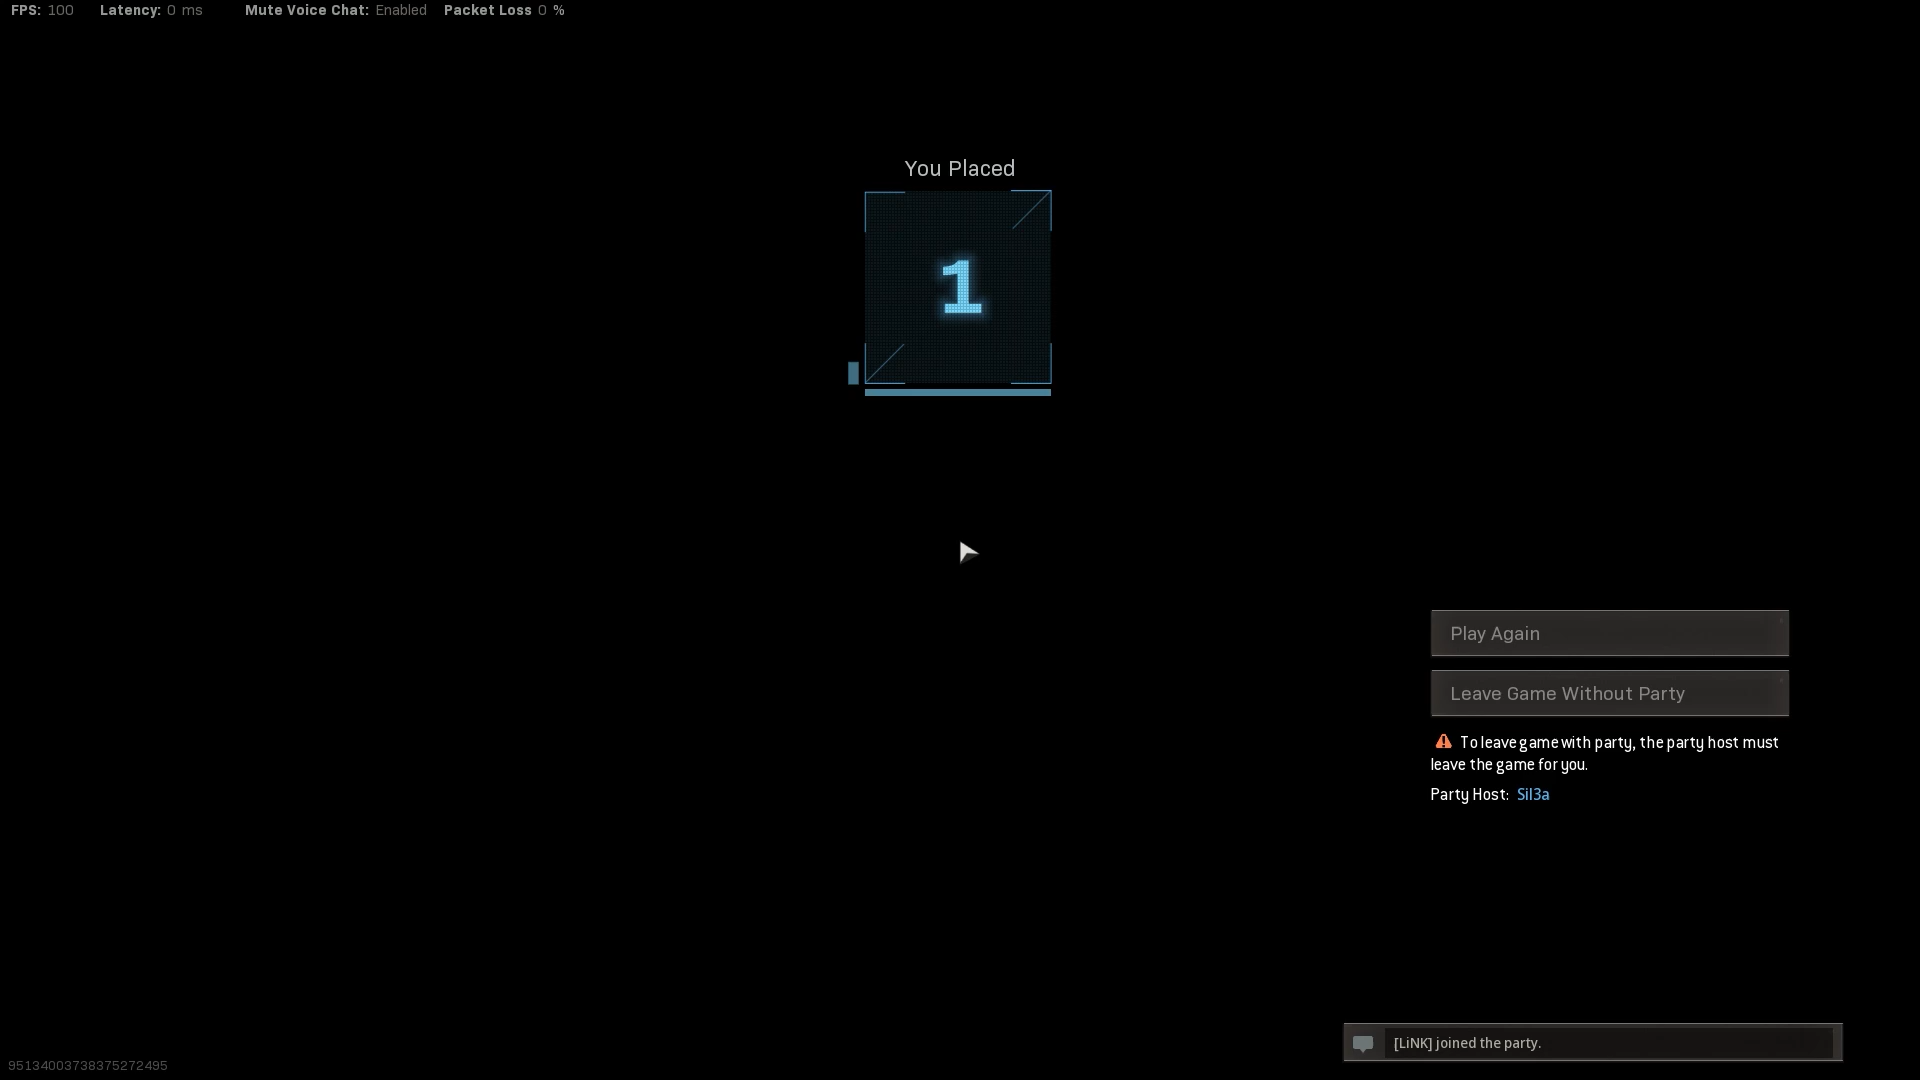 FPS: 100 Latency: 0 ms Mute Voice Chat: Enabled Packet Loss 0 %
You Placed
1
Play Again
Leave Game Without Party
To leave game with party, the party host must
leave the game for you.
Party Host: Sil3a
[LiNK] joined the party.
95134003738375272495